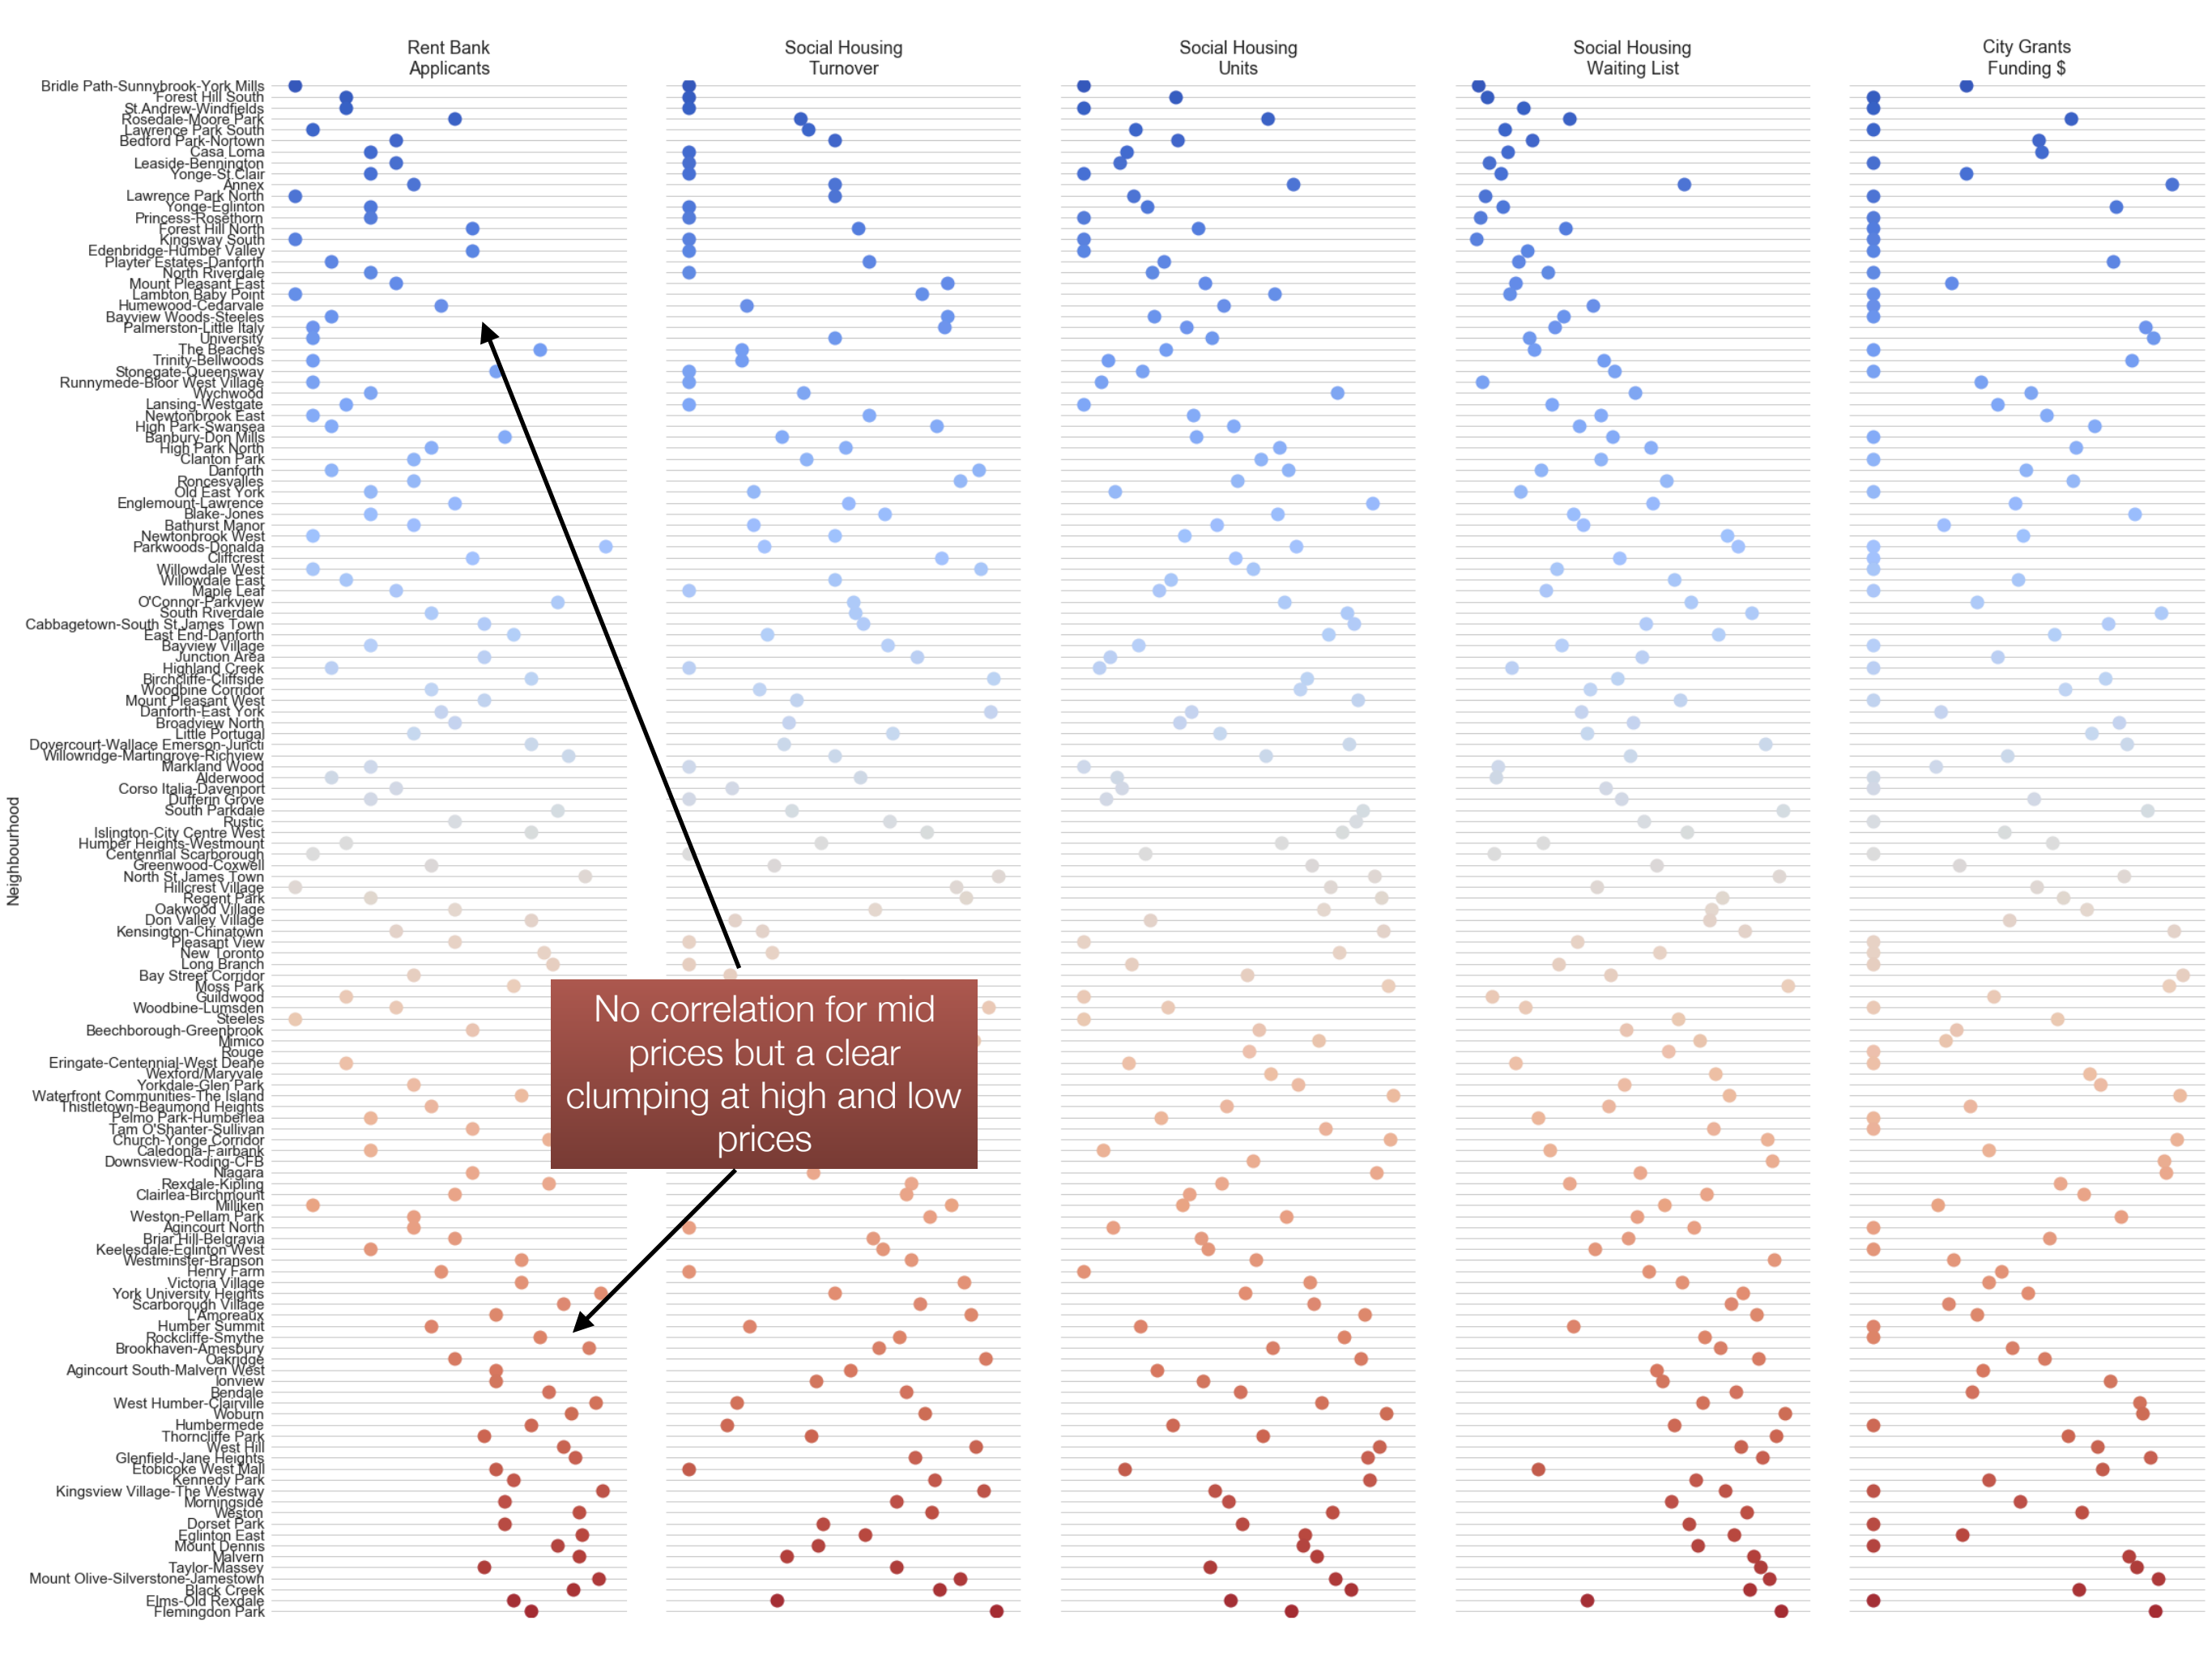 Rent Bank
Applicants
Social Housing
Turnover
Social Housing
Units
Social Housing
Waiting List
City Grants
Funding $
Neighbourhood
Bridle Path-Sunnybrook-York Mills
Forest Hill South
St.Andrew-Windfields
Rosedale-Moore Park
Lawrence Park South
Bedford Park-Nortown
Casa Loma
Leaside-Bennington
Yonge-St.Clair
Annex
Lawrence Park North
Yonge-Eglinton
Princess-Rosethorn
Forest Hill North
Kingsway South
Edenbridge-Humber Valley
Playter Estates-Danforth
North Riverdale
Mount Pleasant East
Lambton Baby Point
Humewood-Cedarvale
Bayview Woods-Steeles
Palmerston-Little Italy
University
The Beaches
Trinity-Bellwoods
Stonegate-Queensway
Runnymede-Bloor West Village
Wychwood
Lansing-Westgate
Newtonbrook East
High Park-Swansea
Banbury-Don Mills
High Park North
Clanton Park
Danforth
Roncesvalles
Old East York
Englemount-Lawrence
Blake-Jones
Bathurst Manor
Newtonbrook West
Parkwoods-Donalda
Cliffcrest
Willowdale West
Willowdale East
Maple Leaf
O'Connor-Parkview
South Riverdale
Cabbagetown-South St.James Town
East End-Danforth
Bayview Village
Junction Area
Highland Creek
Birchcliffe-Cliffside
Woodbine Corridor
Mount Pleasant West
Danforth-East York
Broadview North
Little Portugal
Dovercourt-Wallace Emerson-Juncti
Willowridge-Martingrove-Richview
Markland Wood
Alderwood
Corso Italia-Davenport
Dufferin Grove
South Parkdale
Rustic
Islington-City Centre West
Humber Heights-Westmount
Centennial Scarborough
Greenwood-Coxwell
North St.James Town
Hillcrest Village
Regent Park
Oakwood Village
Don Valley Village
Kensington-Chinatown
Pleasant View
New Toronto
Long Branch
Bay Street Corridor
Moss Park
Guildwood
Woodbine-Lumsden
Steeles
Beechborough-Greenbrook
Mimico
Rouge
Eringate-Centennial-West Deane
Wexford/Maryvale
Yorkdale-Glen Park
Waterfront Communities-The Island
Thistletown-Beaumond Heights
Pelmo Park-Humberlea
Tam O'Shanter-Sullivan
Church-Yonge Corridor
Caledonia-Fairbank
Downsview-Roding-CFB
Niagara
Rexdale-Kipling
Clairlea-Birchmount
Milliken
Weston-Pellam Park
Agincourt North
Briar Hill-Belgravia
Keelesdale-Eglinton West
Westminster-Branson
Henry Farm
Victoria Village
York University Heights
Scarborough Village
L'Amoreaux
Humber Summit
Rockcliffe-Smythe
Brookhaven-Amesbury
Oakridge
Agincourt South-Malvern West
Ionview
Bendale
West Humber-Clairville
Woburn
Humbermede
Thorncliffe Park
West Hill
Glenfield-Jane Heights
Etobicoke West Mall
Kennedy Park
Kingsview Village-The Westway
Morningside
Weston
Dorset Park
Eglinton East
Mount Dennis
Malvern
Taylor-Massey
Mount Olive-Silverstone-Jamestown
Black Creek
Elms-Old Rexdale
Flemingdon Park
No correlation for mid
prices but a clear
clumping at high and low
prices